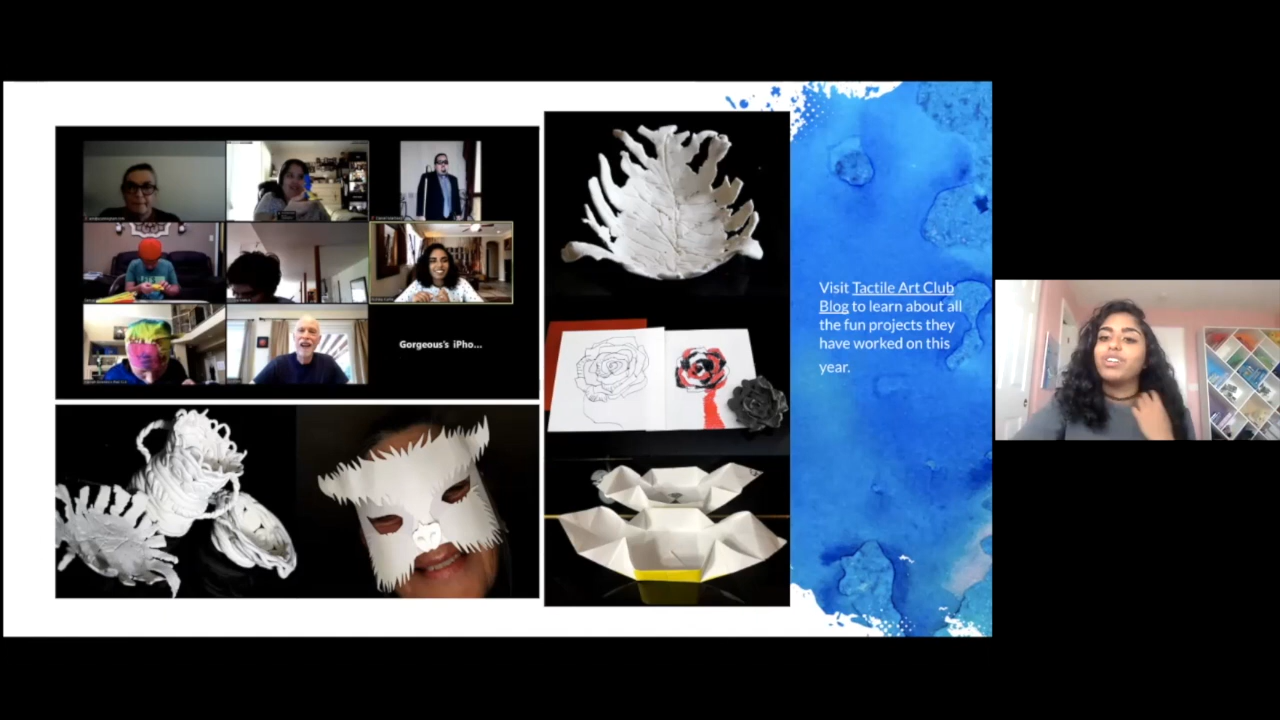 Gorgeous's iPho...
Visit Tactile Art Club
Blog to learn about all
the fun projects they
have worked on this
year.